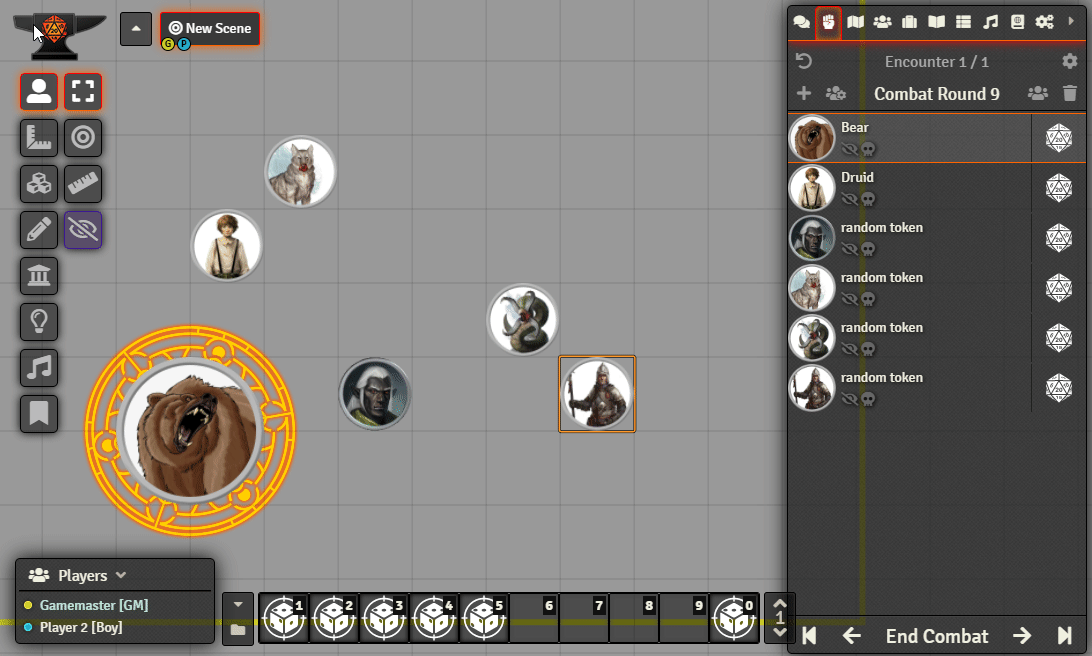 New Scene
G P
Encounter 1 / 1
Combat Round 9
Bear
Druid
random token
random token
random token
random token
Players
Gamemaster [GM]
Player 2 [Boy]
1 2 3 4 5 6 7 8 9 0
1
End Combat